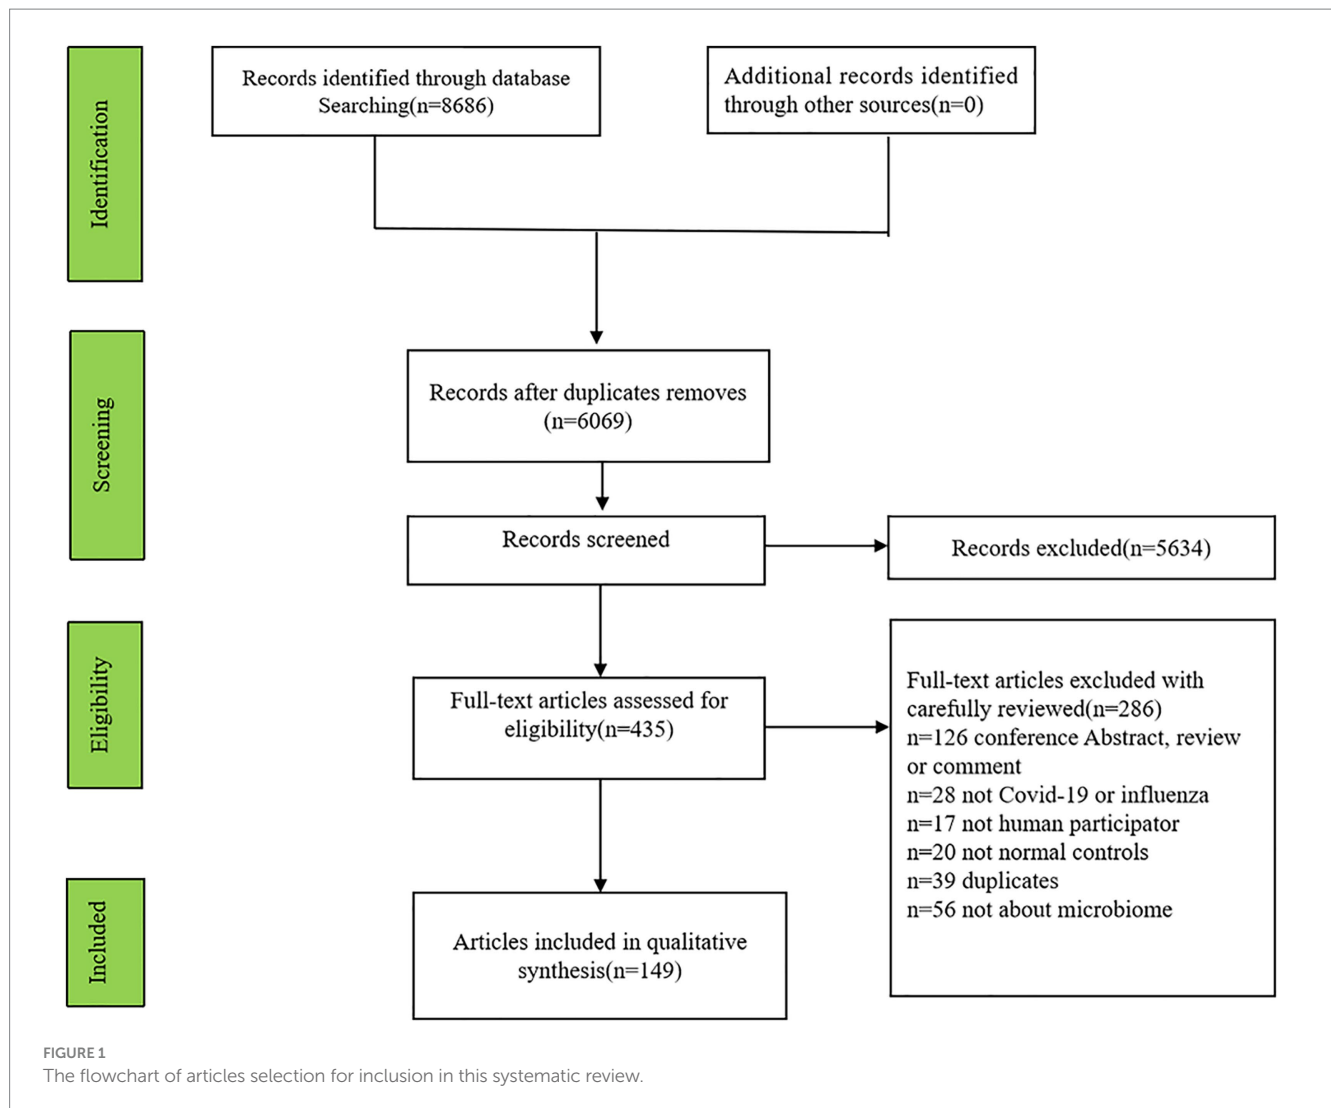 Identification
Records identified through database
Searching(n=8686)
Additional records identified
through other sources(n=0)
Screening
Records after duplicates removes
(n=6069)
Records screened
Records excluded(n=5634)
Eligibility
Full-text articles assessed for
eligibility(n=435)
Full-text articles excluded with
carefully reviewed(n=286)
n=126 conference Abstract, review
or comment
n=28 not Covid-19 or influenza
n=17 not human participator
n=20 not normal controls
n=39 duplicates
n=56 not about microbiome
Included
Articles included in qualitative
synthesis(n=149)
FIGURE 1
The flowchart of articles selection for inclusion in this systematic review.